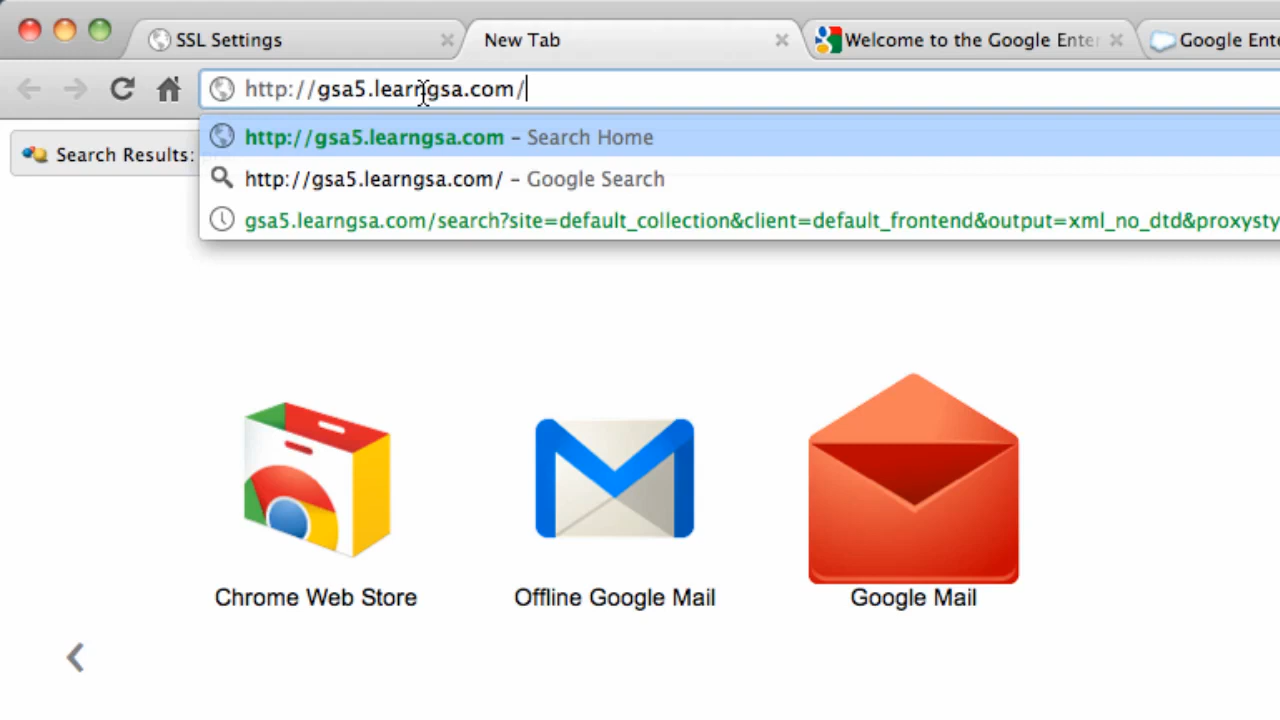 SSL Settings
New Tab
Welcome to the Google Enter
Google Ente
http://gsa5.learngsa.com/
http://gsa5.learngsa.com – Search Home
http://gsa5.learngsa.com/ – Google Search
gsa5.learngsa.com/search?site=default_collection&client=default_frontend&output=xml_no_dtd&proxysty
Search Results:
Chrome Web Store
Offline Google Mail
Google Mail